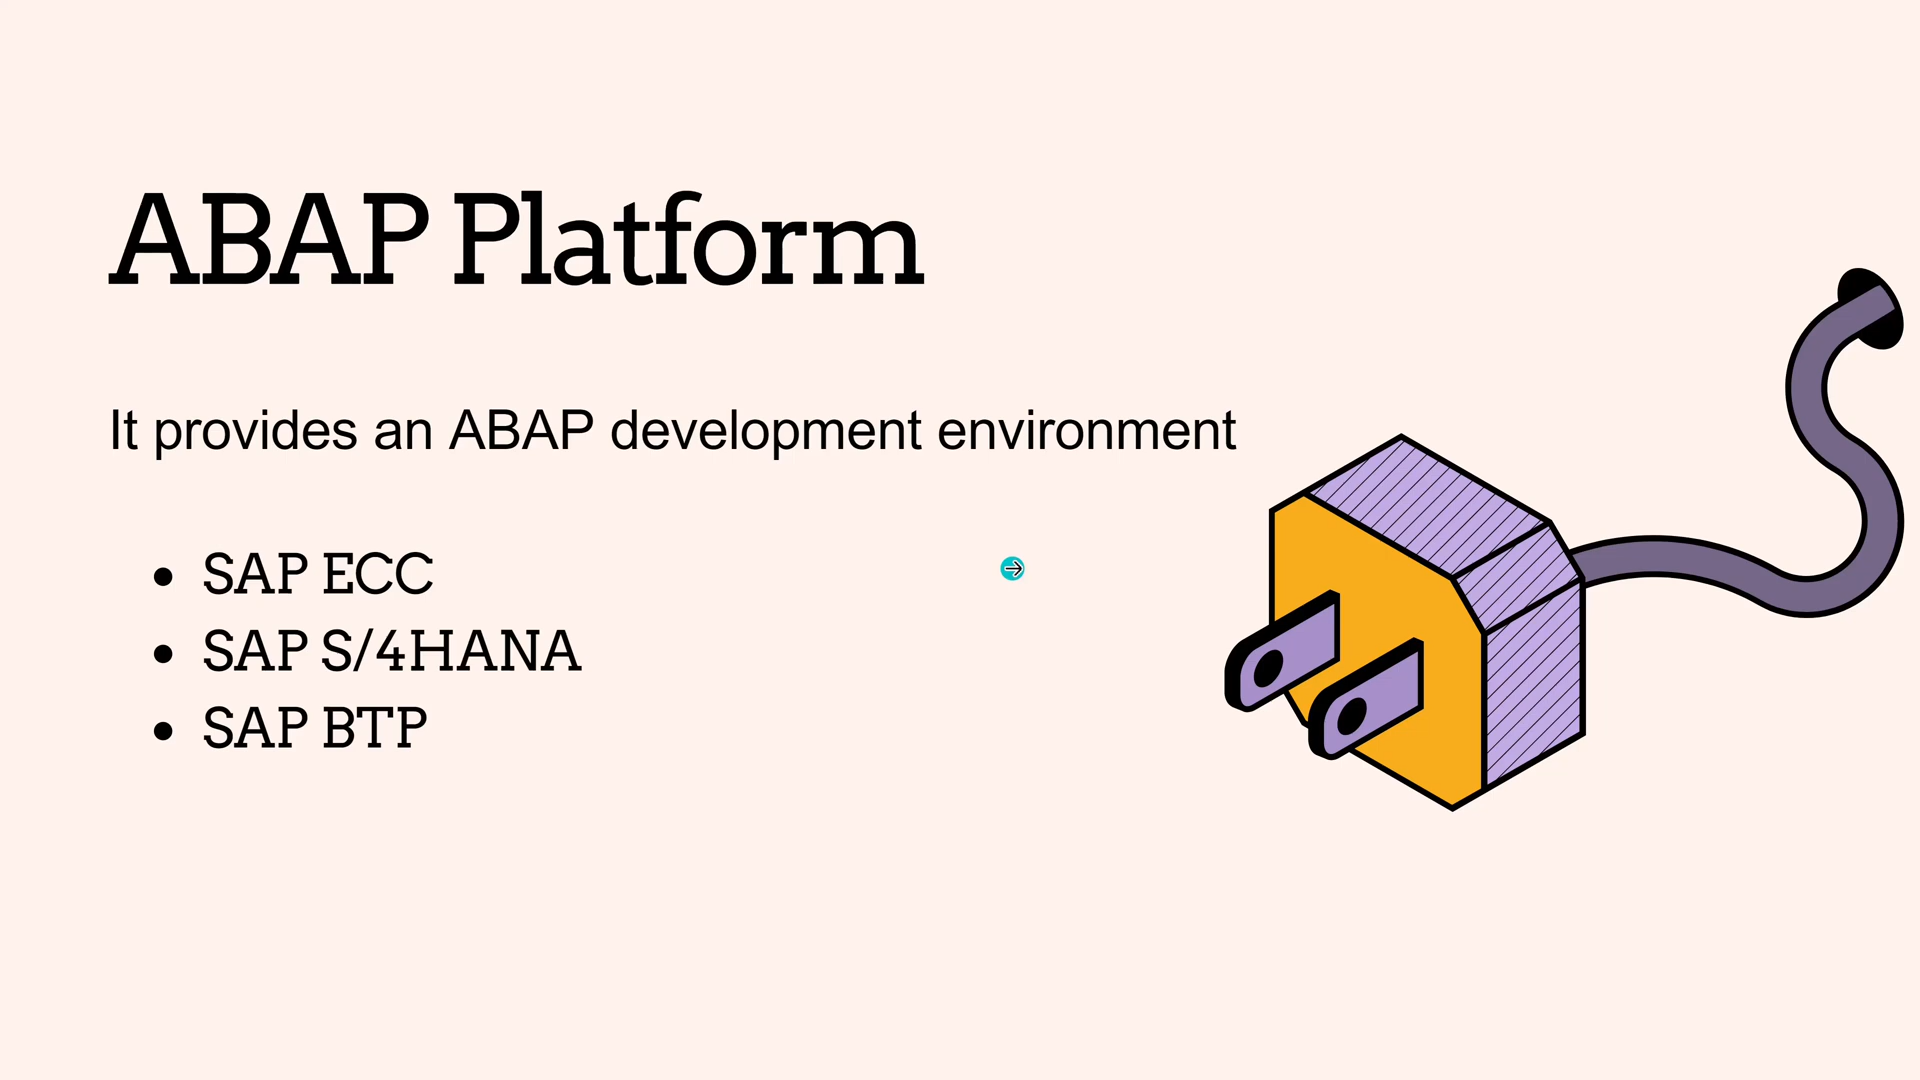 ABAP Platform
It provides an ABAP development environment
• SAP ECC
• SAP S/4HANA
• SAP BTP